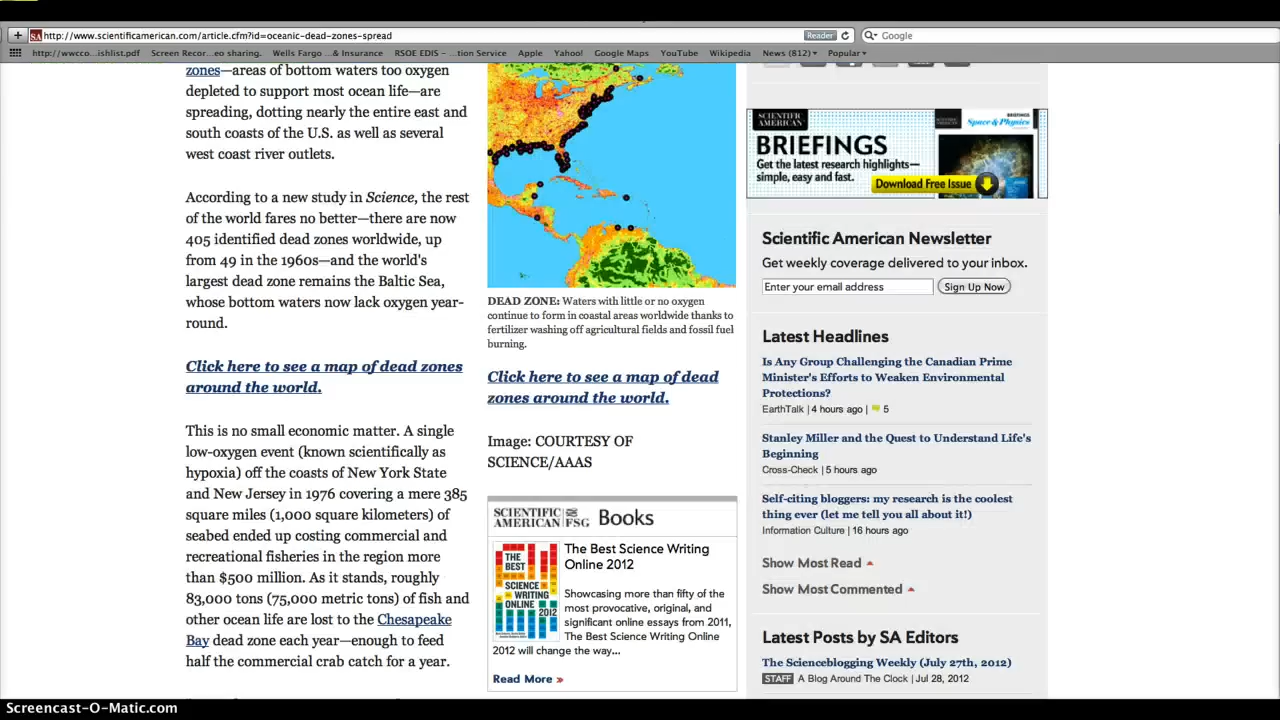 http://www.scientificamerican.com/article.cfm?id=oceanic-dead-zones-spread
Reader
Google
http://wwcco...ishlist.pdf Screen Recor...eo sharing. Wells Fargo ...& Insurance RSOE EDIS - ...tion Service Apple Yahoo! Google Maps YouTube Wikipedia News (812) Popular
zones—areas of bottom waters too oxygen
depleted to support most ocean life—are
spreading, dotting nearly the entire east and
south coasts of the U.S. as well as several
west coast river outlets.
According to a new study in Science, the rest
of the world fares no better—there are now
405 identified dead zones worldwide, up
from 49 in the 1960s—and the world's
largest dead zone remains the Baltic Sea,
whose bottom waters now lack oxygen year-
round.
Click here to see a map of dead zones
around the world.
This is no small economic matter. A single
low-oxygen event (known scientifically as
hypoxia) off the coasts of New York State
and New Jersey in 1976 covering a mere 385
square miles (1,000 square kilometers) of
seabed ended up costing commercial and
recreational fisheries in the region more
than $500 million. As it stands, roughly
83,000 tons (75,000 metric tons) of fish and
other ocean life are lost to the Chesapeake
Bay dead zone each year—enough to feed
half the commercial crab catch for a year.
DEAD ZONE: Waters with little or no oxygen
continue to form in coastal areas worldwide thanks to
fertilizer washing off agricultural fields and fossil fuel
burning.
Click here to see a map of dead
zones around the world.
Image: COURTESY OF
SCIENCE/AAAS
SCIENTIFIC
AMERICAN
FSG
Books
THE
BEST
SCIENCE
WRITING
ONLINE
2012
The Best Science Writing
Online 2012
Showcasing more than fifty of the
most provocative, original, and
significant online essays from 2011,
The Best Science Writing Online
2012 will change the way...
Read More »
SCIENTIFIC
AMERICAN
BRIEFINGS
Get the latest research highlights—
simple, easy and fast.
Download Free Issue
Space & Physics
Scientific American Newsletter
Get weekly coverage delivered to your inbox.
Enter your email address
Sign Up Now
Latest Headlines
Is Any Group Challenging the Canadian Prime
Minister's Efforts to Weaken Environmental
Protections?
EarthTalk | 4 hours ago | 5
Stanley Miller and the Quest to Understand Life's
Beginning
Cross-Check | 5 hours ago
Self-citing bloggers: my research is the coolest
thing ever (let me tell you all about it!)
Information Culture | 16 hours ago
Show Most Read
Show Most Commented
Latest Posts by SA Editors
The Scienceblogging Weekly (July 27th, 2012)
STAFF A Blog Around The Clock | Jul 28, 2012
Screencast-O-Matic.com